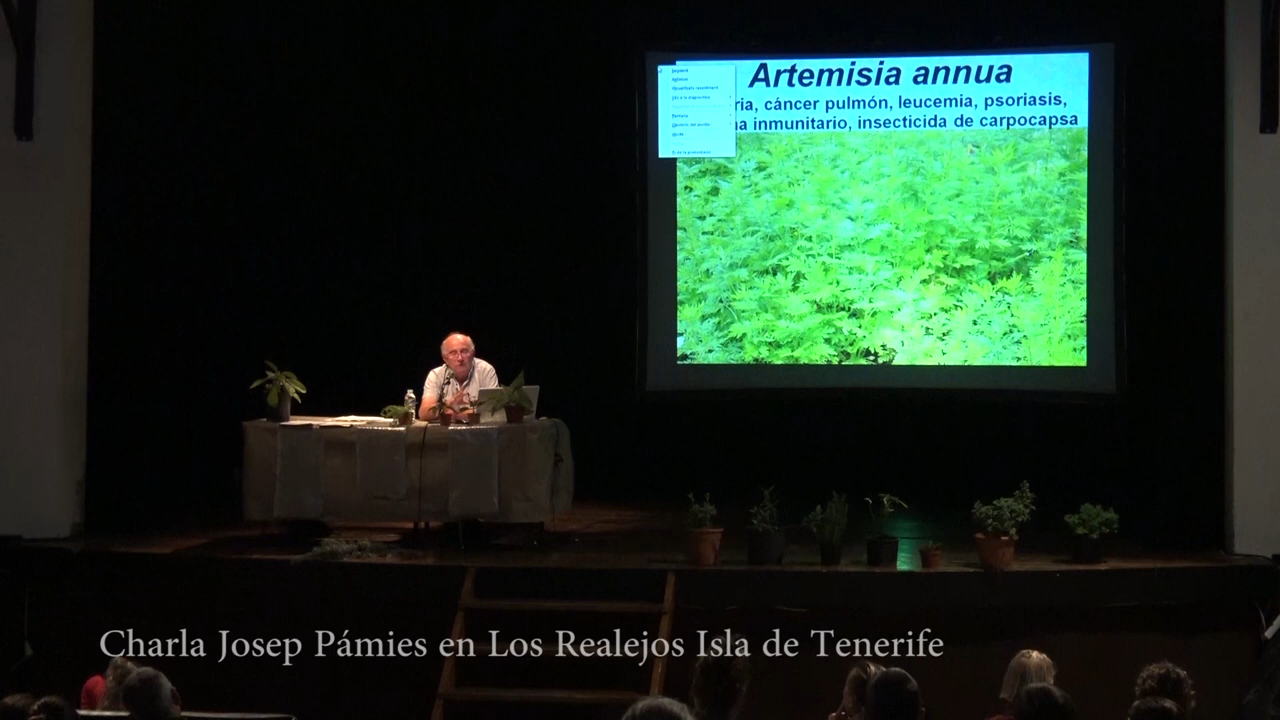 Artemisia annua
ria, cáncer pulmón, leucemia, psoriasis,
a inmunitario, insecticida de carpocapsa
Charla Josep Pámies en Los Realejos Isla de Tenerife